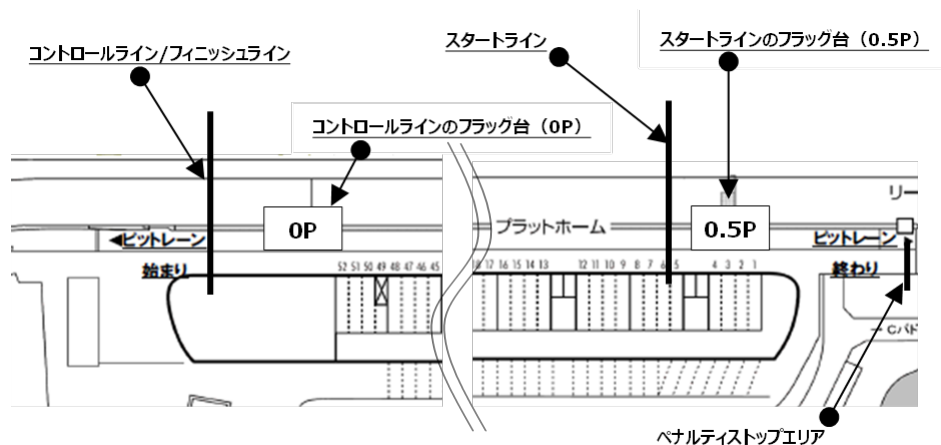 コントロールライン/フィニッシュライン
スタートライン
スタートラインのフラッグ台（0.5P）
コントロールラインのフラッグ台（0P）
リー
0P
プラットホーム
0.5P
◀ピットレーン
始まり
ピットレーン
終わり
52 51 50 49 48 47 46 45
18 17 16 15 14 13 12 11 10 9 8 7 6 5 4 3 2 1
→ Cパド
ペナルティストップエリア